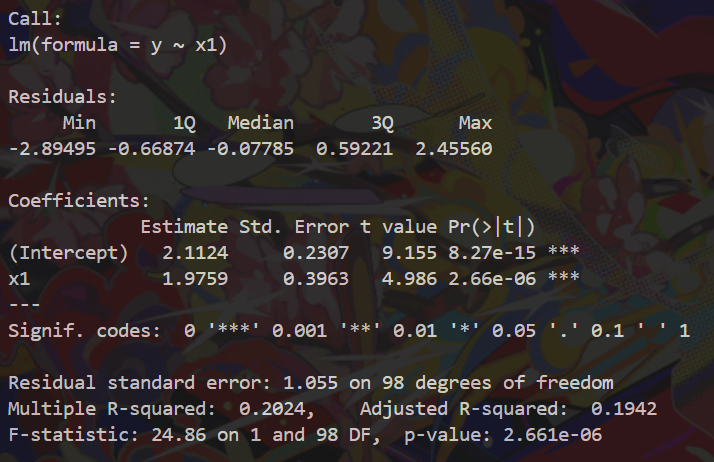 Call:
lm(formula = y ~ x1)
Residuals:
     Min       1Q   Median       3Q      Max
-2.89495 -0.66874 -0.07785  0.59221  2.45560
Coefficients:
            Estimate Std. Error t value Pr(>|t|)
(Intercept)   2.1124     0.2307   9.155 8.27e-15 ***
x1            1.9759     0.3963   4.986 2.66e-06 ***
---
Signif. codes:  0 '***' 0.001 '**' 0.01 '*' 0.05 '.' 0.1 ' ' 1
Residual standard error: 1.055 on 98 degrees of freedom
Multiple R-squared:  0.2024,    Adjusted R-squared:  0.1942
F-statistic: 24.86 on 1 and 98 DF,  p-value: 2.661e-06